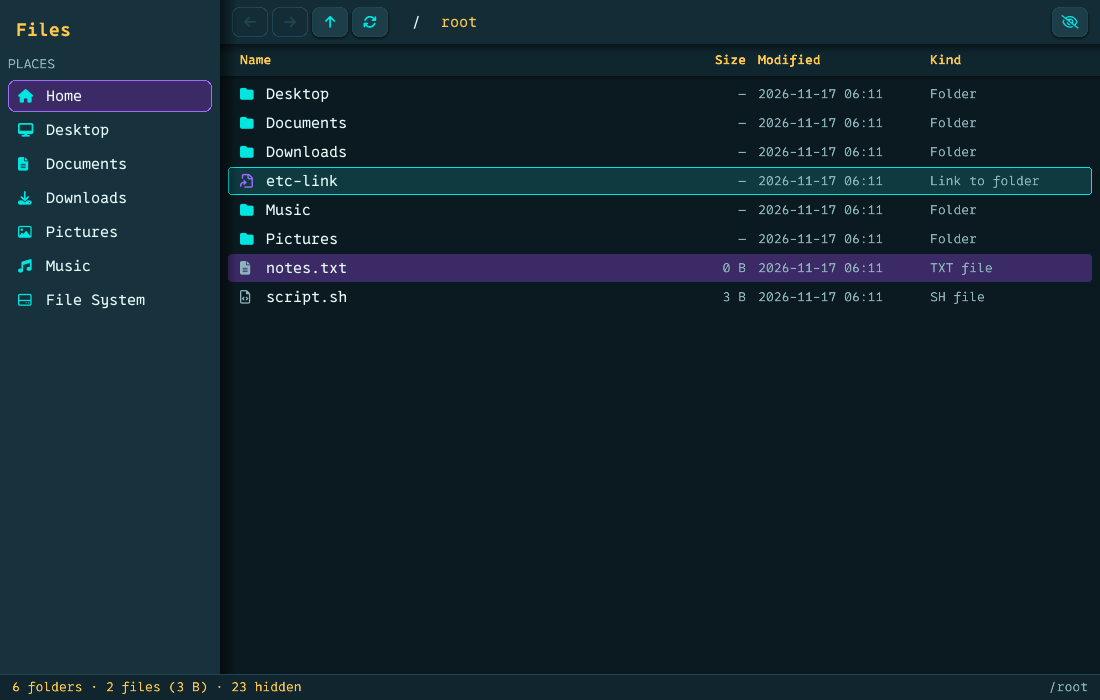 Files
PLACES
Home
Desktop
Documents
Downloads
Pictures
Music
File System
/ root
Name Size Modified Kind
Desktop — 2026-11-17 06:11 Folder
Documents — 2026-11-17 06:11 Folder
Downloads — 2026-11-17 06:11 Folder
etc-link — 2026-11-17 06:11 Link to folder
Music — 2026-11-17 06:11 Folder
Pictures — 2026-11-17 06:11 Folder
notes.txt 0 B 2026-11-17 06:11 TXT file
script.sh 3 B 2026-11-17 06:11 SH file
6 folders · 2 files (3 B) · 23 hidden /root